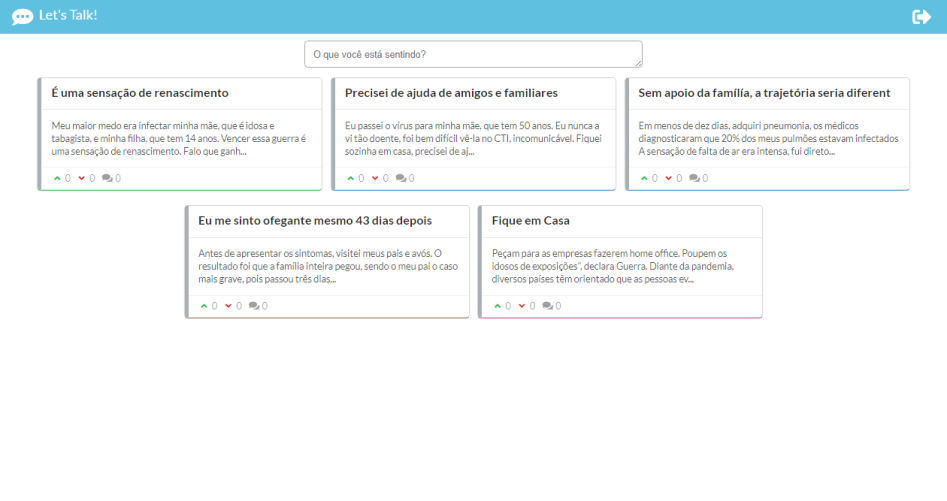 Let's Talk!
O que você está sentindo?
É uma sensação de renascimento
Meu maior medo era infectar minha mãe, que é idosa e
tabagista, e minha filha, que tem 14 anos. Vencer essa guerra é
uma sensação de renascimento. Falo que ganh...
0 0 0
Precisei de ajuda de amigos e familiares
Eu passei o vírus para minha mãe, que tem 50 anos. Eu nunca a
vi tão doente, foi bem difícil vê-la no CTI, incomunicável. Fiquei
sozinha em casa, precisei de aj...
0 0 0
Sem apoio da família, a trajetória seria diferent
Em menos de dez dias, adquiri pneumonia, os médicos
diagnosticaram que 20% dos meus pulmões estavam infectados
A sensação de falta de ar era intensa, fui direto...
0 0 0
Eu me sinto ofegante mesmo 43 dias depois
Antes de apresentar os sintomas, visitei meus pais e avós. O
resultado foi que a família inteira pegou, sendo o meu pai o caso
mais grave, pois passou três dias...
0 0 0
Fique em Casa
Peçam para as empresas fazerem home office. Poupem os
idosos de exposições", declara Guerra. Diante da pandemia,
diversos países têm orientado que as pessoas ev...
0 0 0